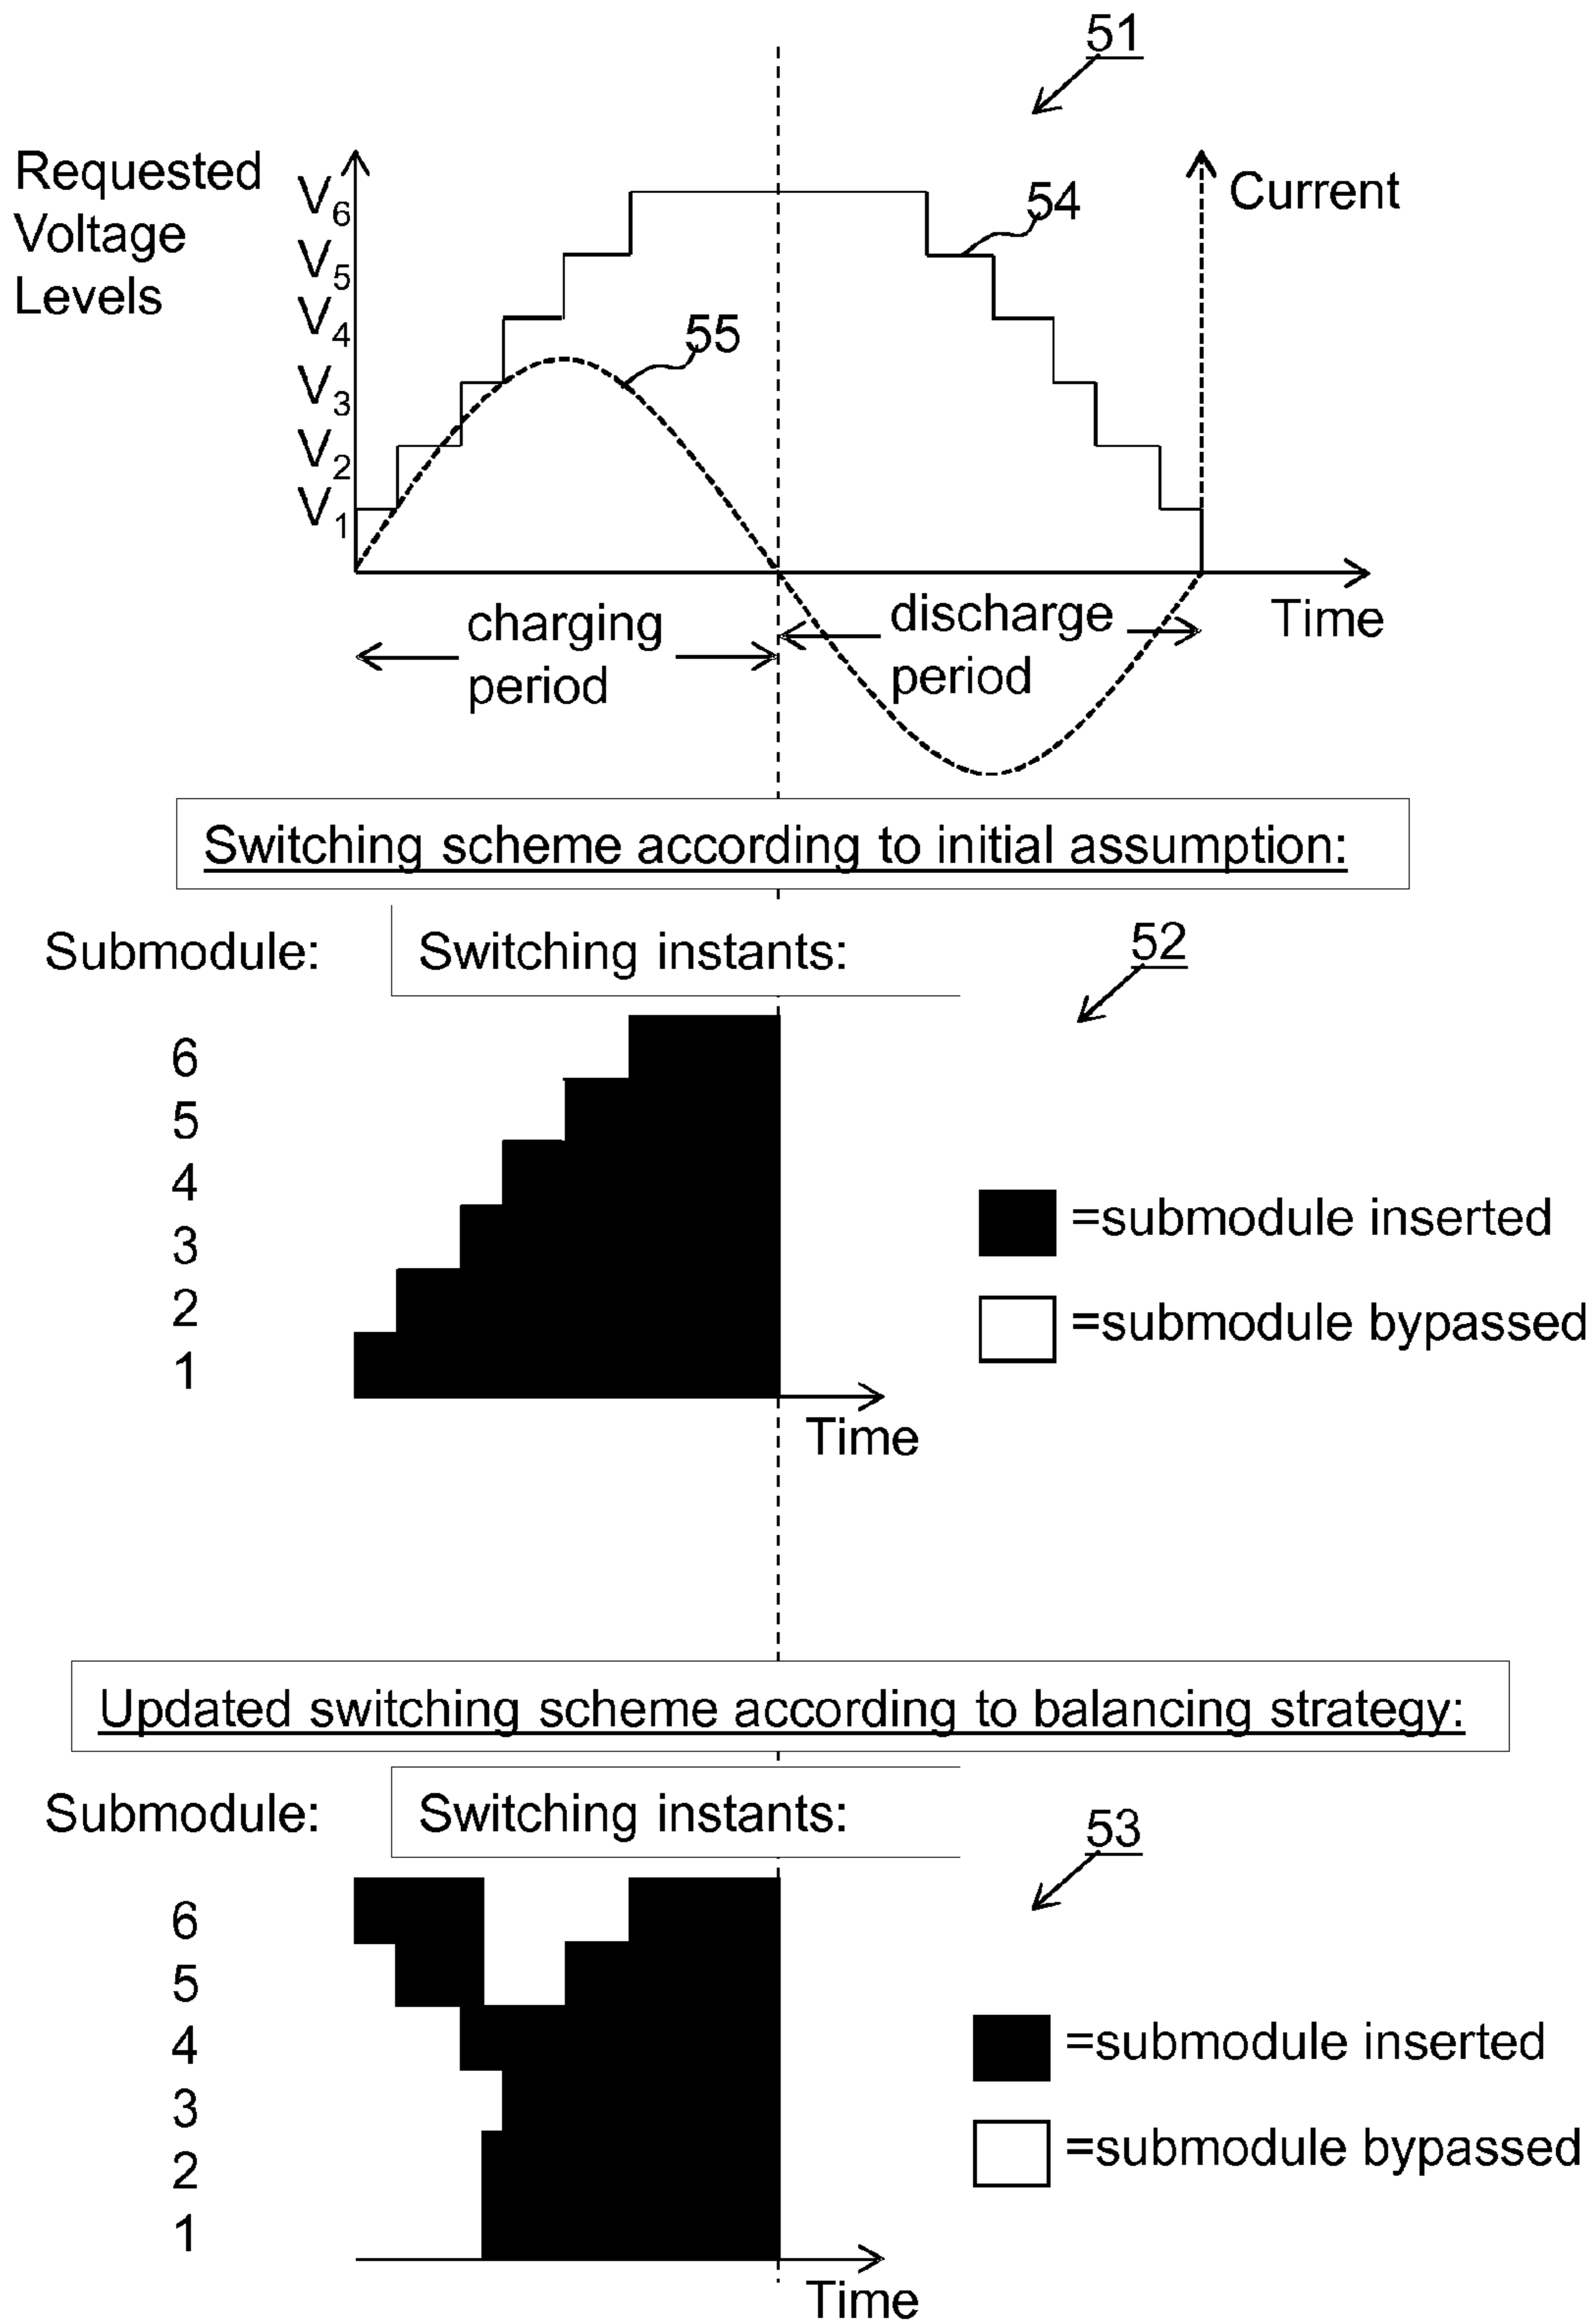 51
Requested
Voltage
Levels
V6
V5
V4
V3
V2
V1
54
55
Current
Time
charging
period
discharge
period
Switching scheme according to initial assumption:
Submodule:
Switching instants:
52
6
5
4
3
2
1
=submodule inserted
=submodule bypassed
Time
Updated switching scheme according to balancing strategy:
Submodule:
Switching instants:
53
6
5
4
3
2
1
=submodule inserted
=submodule bypassed
Time